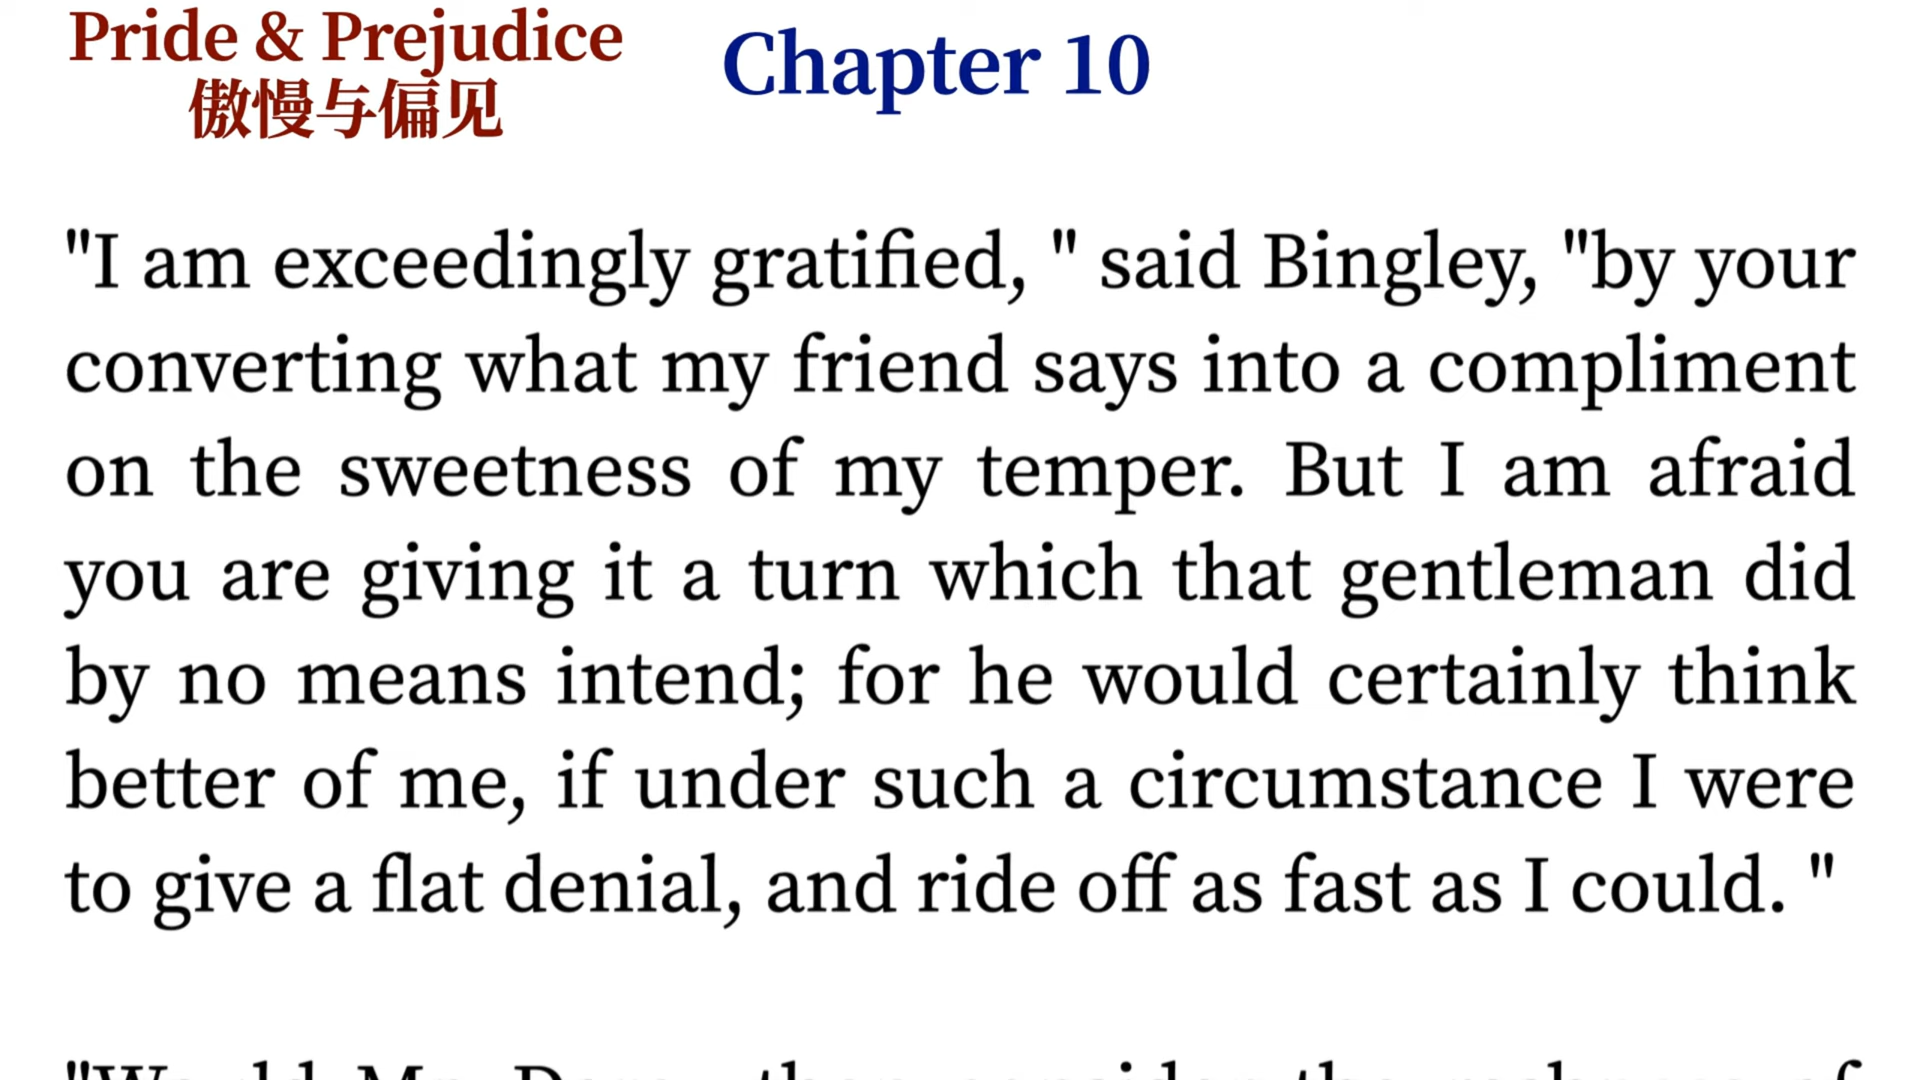 Pride & Prejudice
傲慢与偏见
Chapter 10
"I am exceedingly gratified, " said Bingley, "by your
converting what my friend says into a compliment
on the sweetness of my temper. But I am afraid
you are giving it a turn which that gentleman did
by no means intend; for he would certainly think
better of me, if under such a circumstance I were
to give a flat denial, and ride off as fast as I could. "